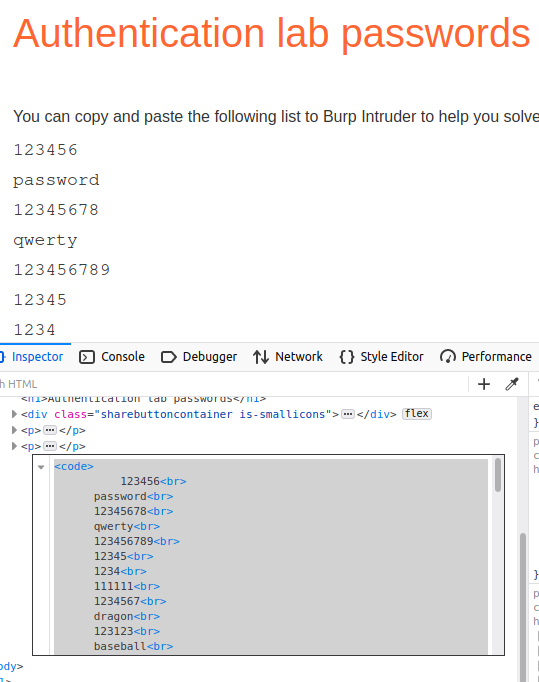 Authentication lab passwords
You can copy and paste the following list to Burp Intruder to help you solve
123456
password
12345678
qwerty
123456789
12345
1234
Inspector Console Debugger Network Style Editor Performance
h HTML
<h1>Authentication lab passwords</h1>
<div class="sharebuttoncontainer is-smallicons">⋯</div> flex
<p>⋯</p>
<p>⋯</p>
<code>
123456<br>
password<br>
12345678<br>
qwerty<br>
123456789<br>
12345<br>
1234<br>
111111<br>
1234567<br>
dragon<br>
123123<br>
baseball<br>
ody>